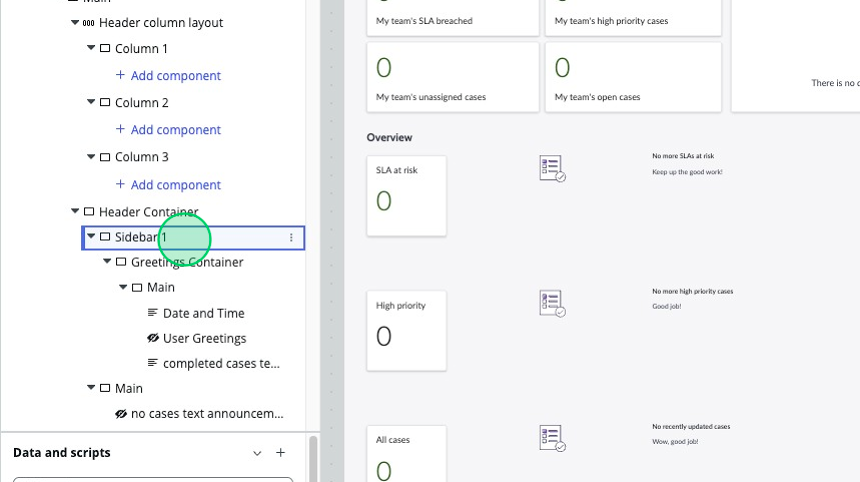 Main
Header column layout
Column 1
+ Add component
Column 2
+ Add component
Column 3
+ Add component
Header Container
Sidebar 1
Greetings Container
Main
Date and Time
User Greetings
completed cases te...
Main
no cases text announcem...
Data and scripts
My team's SLA breached
My team's high priority cases
0
My team's unassigned cases
0
My team's open cases
There is no
Overview
SLA at risk
0
No more SLAs at risk
Keep up the good work!
High priority
0
No more high priority cases
Good job!
All cases
0
No recently updated cases
Wow, good job!